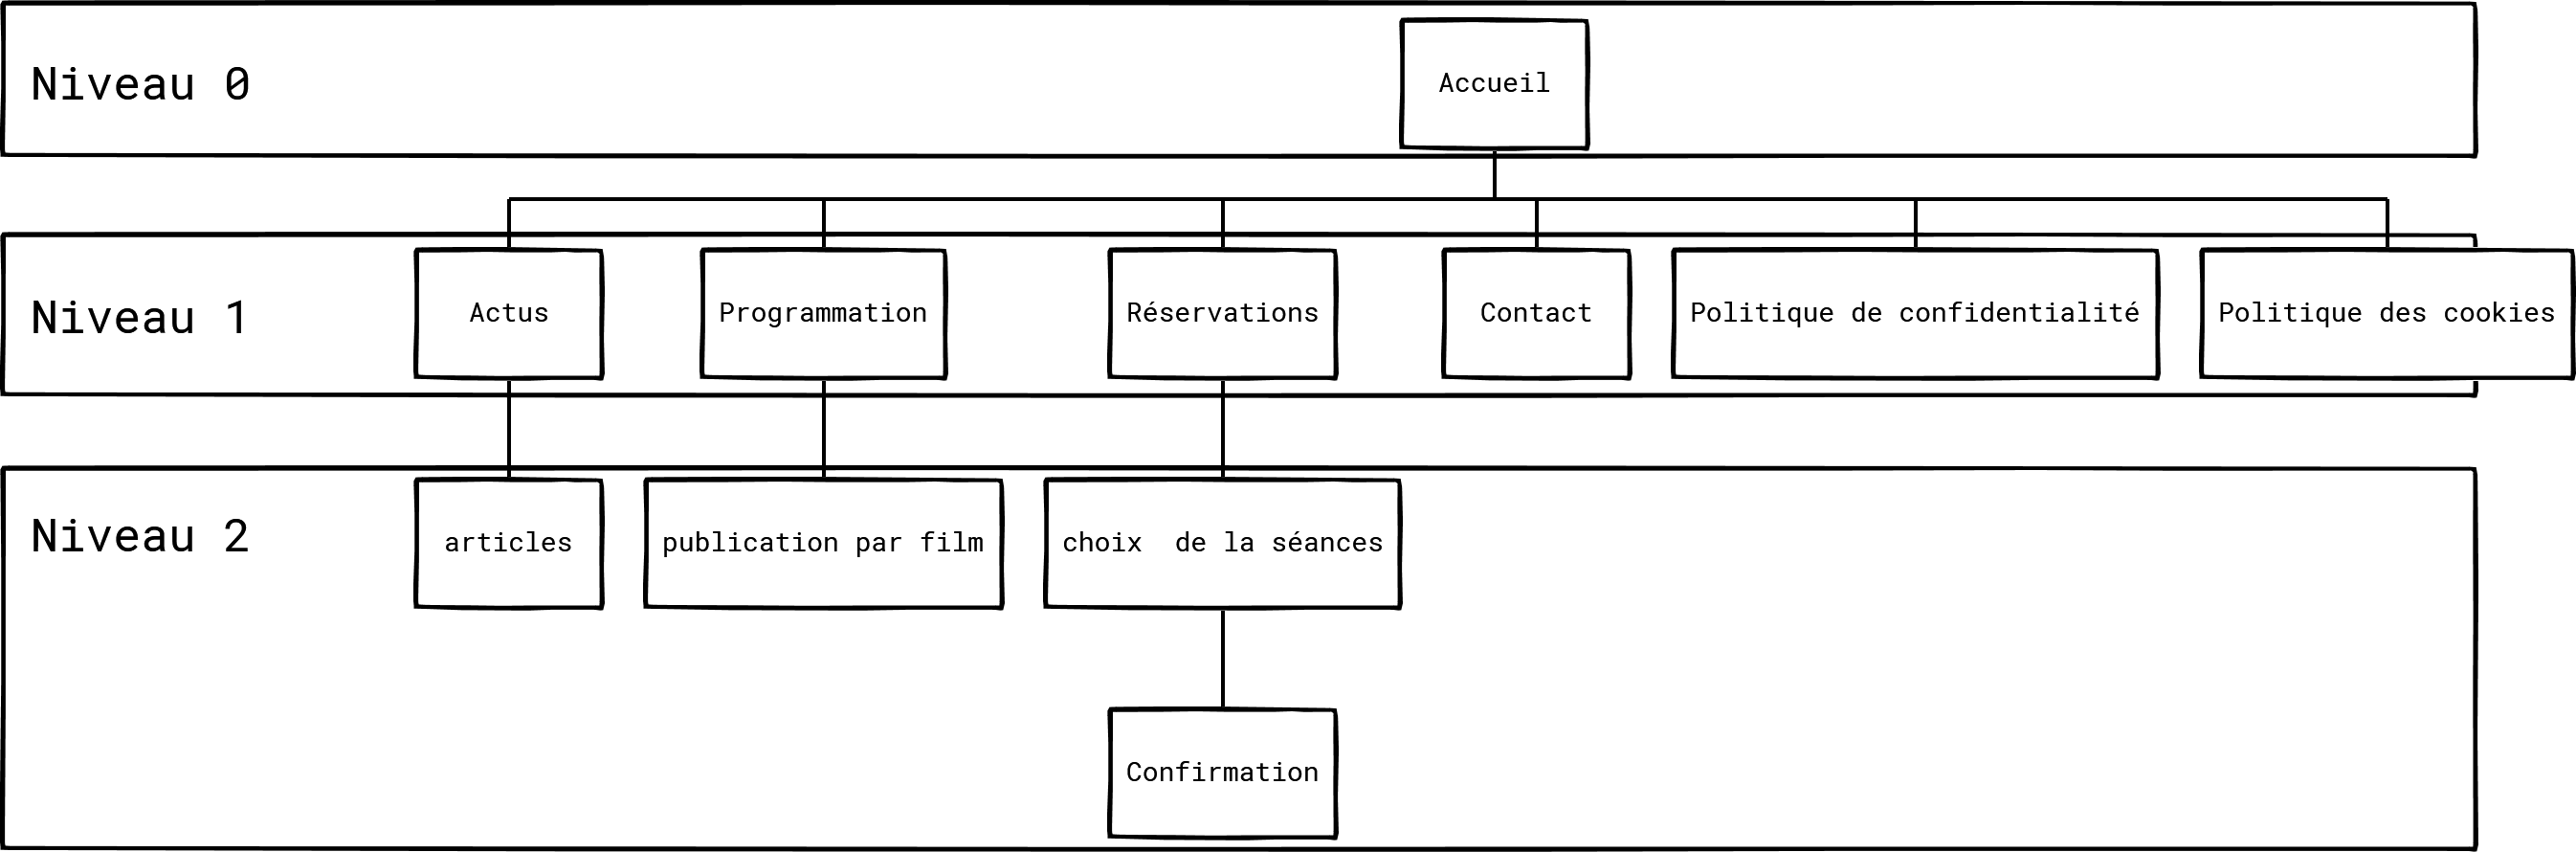 Niveau 0
Accueil
Niveau 1
Actus
Programmation
Réservations
Contact
Politique de confidentialité
Politique des cookies
Niveau 2
articles
publication par film
choix  de la séances
Confirmation